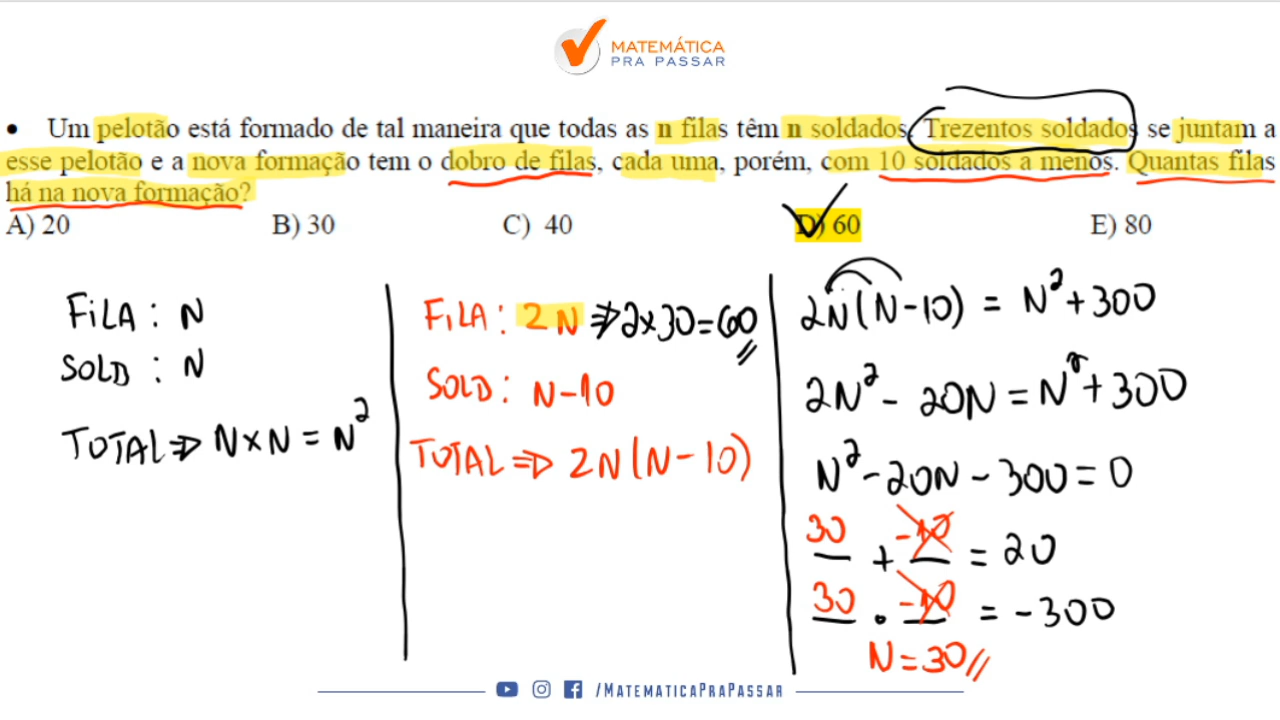 MATEMÁTICA
PRA PASSAR
• Um pelotão está formado de tal maneira que todas as n filas têm n soldados. Trezentos soldados se juntam a
esse pelotão e a nova formação tem o dobro de filas, cada uma, porém, com 10 soldados a menos. Quantas filas
há na nova formação?
A) 20 B) 30 C) 40 D) 60 E) 80
FILA : N
SOLD : N
TOTAL ⇒ N×N = N²
FILA : 2N ⇒ 2×30=60
SOLD : N-10
TOTAL ⇒ 2N(N-10)
2N(N-10) = N²+300
2N² - 20N = N²+300
N² - 20N - 300 = 0
30 + -10 = 20
30 . -10 = -300
N=30
/MATEMATICAPRAPASSAR